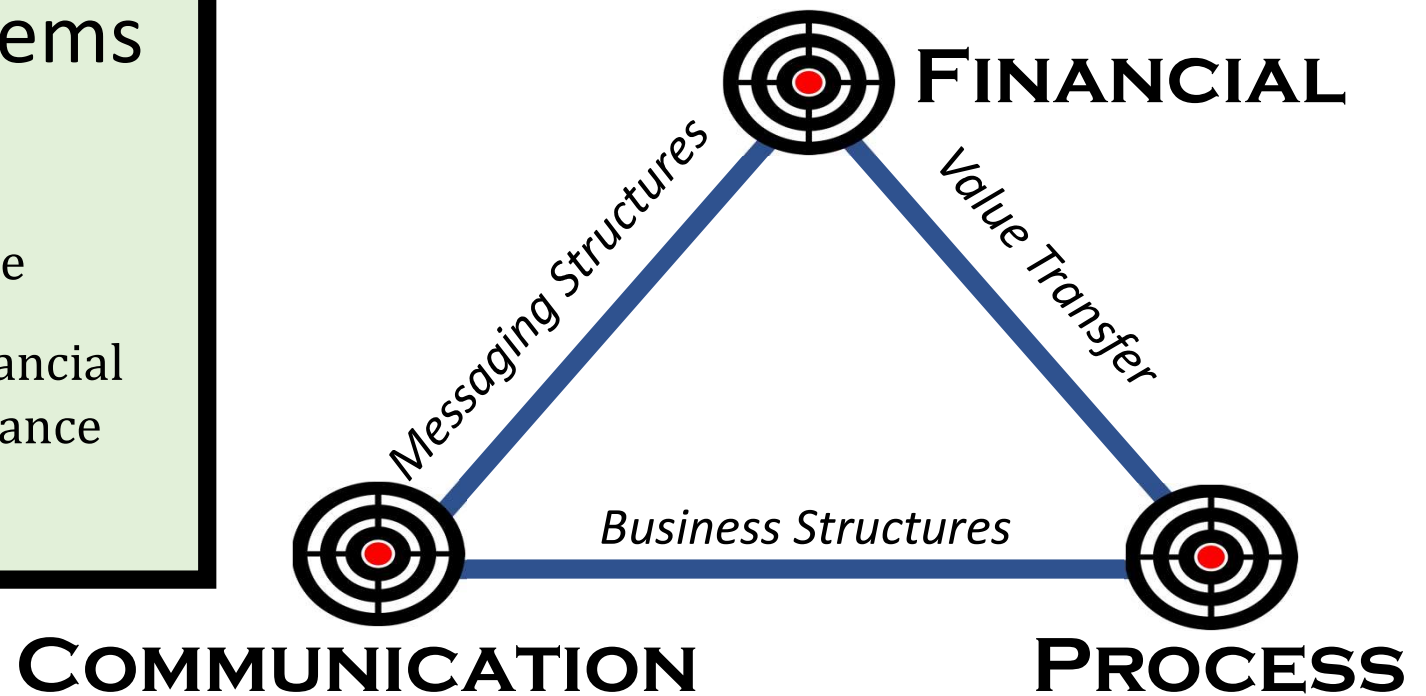 ems
e
ancial
ance
FINANCIAL
Messaging Structures
Value Transfer
Business Structures
COMMUNICATION
PROCESS